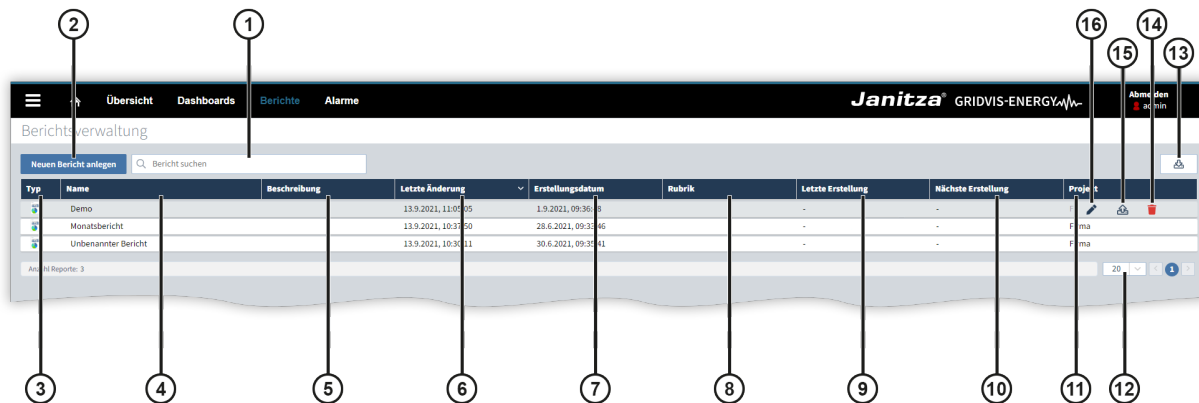 2 1 16 14
15 13
Übersicht Dashboards Berichte Alarme Janitza® GRIDVIS-ENERGY Abmelden
admin
Berichtsverwaltung
Neuen Bericht anlegen Bericht suchen
Typ Name Beschreibung Letzte Änderung Erstellungsdatum Rubrik Letzte Erstellung Nächste Erstellung Projekt
Demo 13.9.2021, 11:05:05 1.9.2021, 09:36: - -
Monatsbericht 13.9.2021, 10:37:50 28.6.2021, 09:33:46 - - Firma
Unbenannter Bericht 13.9.2021, 10:30:11 30.6.2021, 09:35:41 - - Firma
Anzahl Reporte: 3 20 1
3 4 5 6 7 8 9 10 11 12